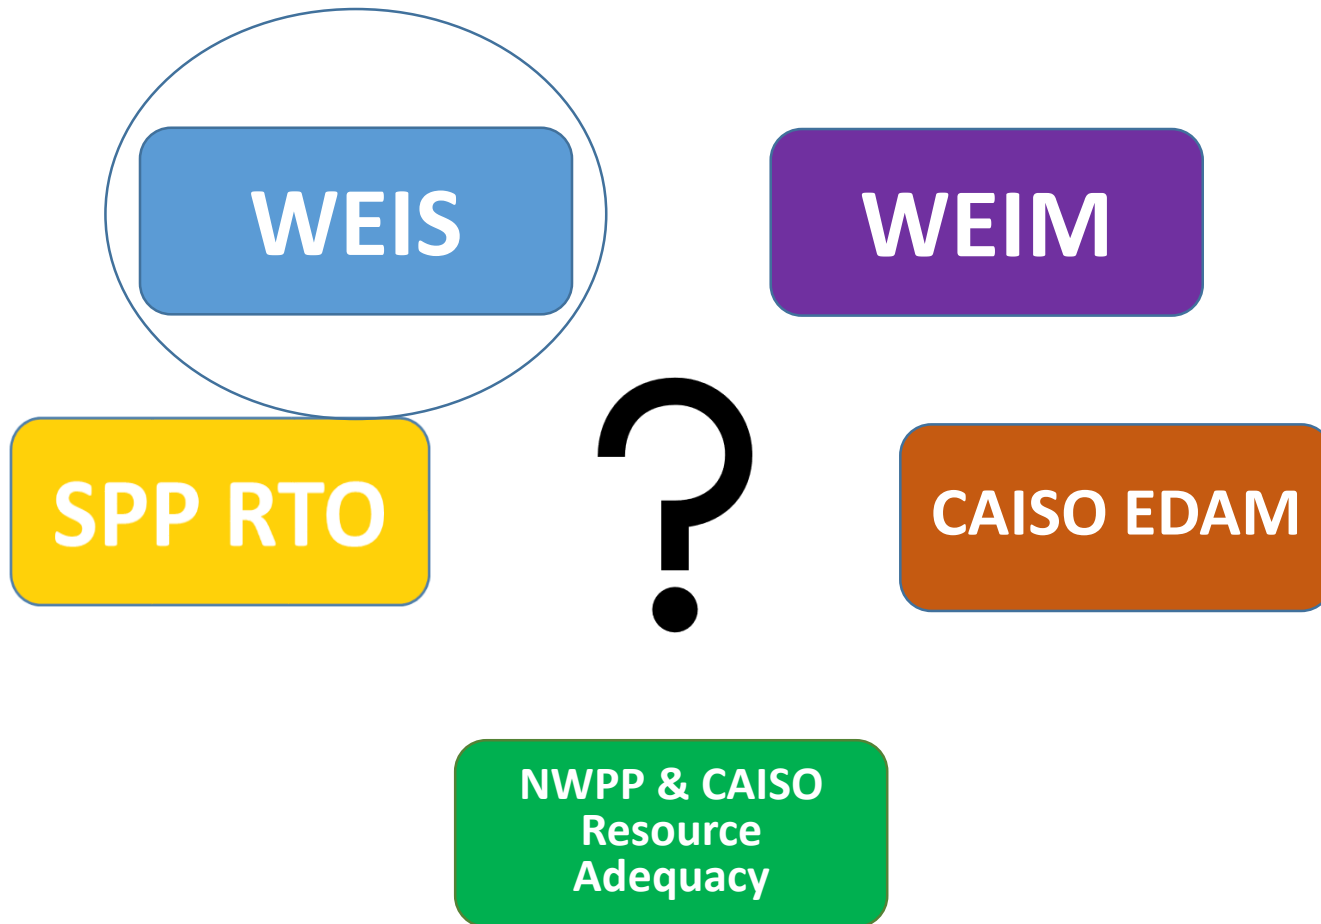 WEIS
WEIM
SPP RTO
?
CAISO EDAM
NWPP & CAISO
Resource
Adequacy